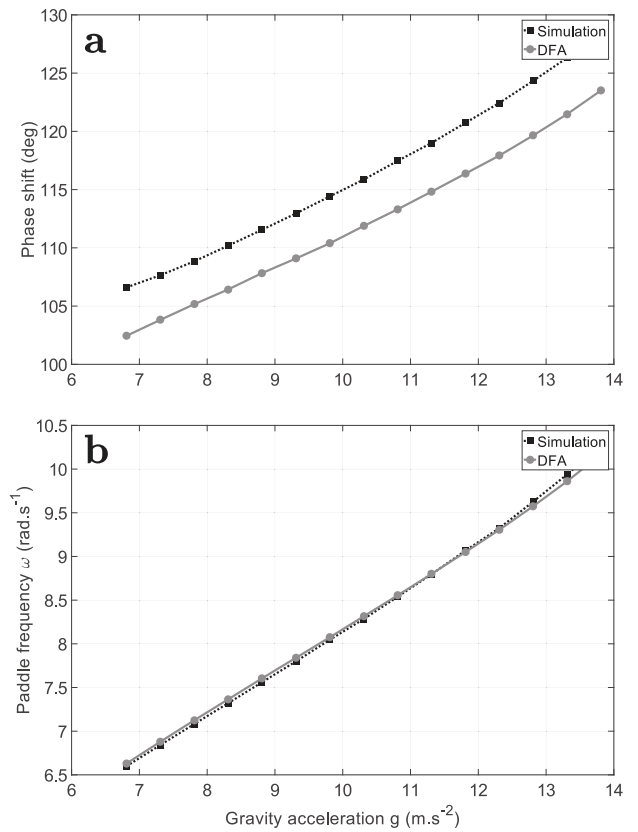 130
125
120
115
110
105
100
Phase shift (deg)
a
Simulation
DFA
6 7 8 9 10 11 12 13 14
10.5
10
9.5
9
8.5
8
7.5
7
6.5
Paddle frequency ω (rad.s⁻¹)
b
Simulation
DFA
6 7 8 9 10 11 12 13 14
Gravity acceleration g (m.s⁻²)